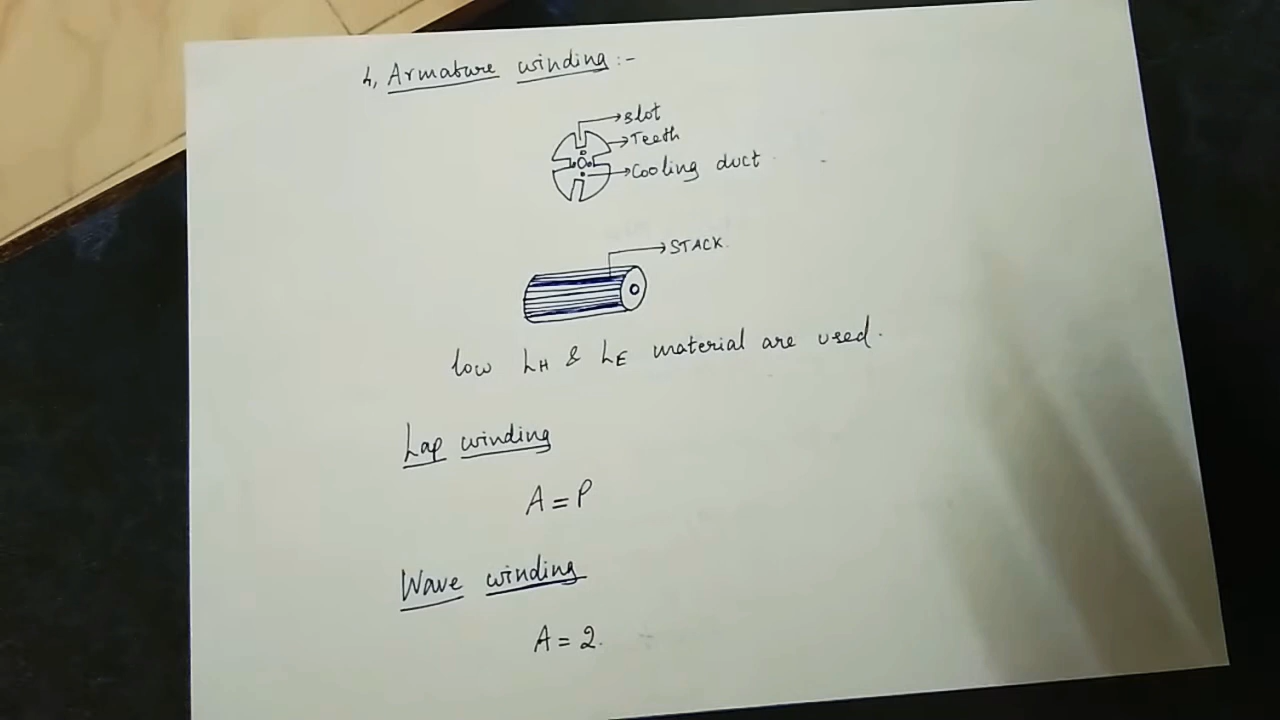 4, Armature winding :-
slot
Teeth
Cooling duct
STACK.
low LH & LE material are used.
Lap winding
A = P
Wave winding
A = 2.